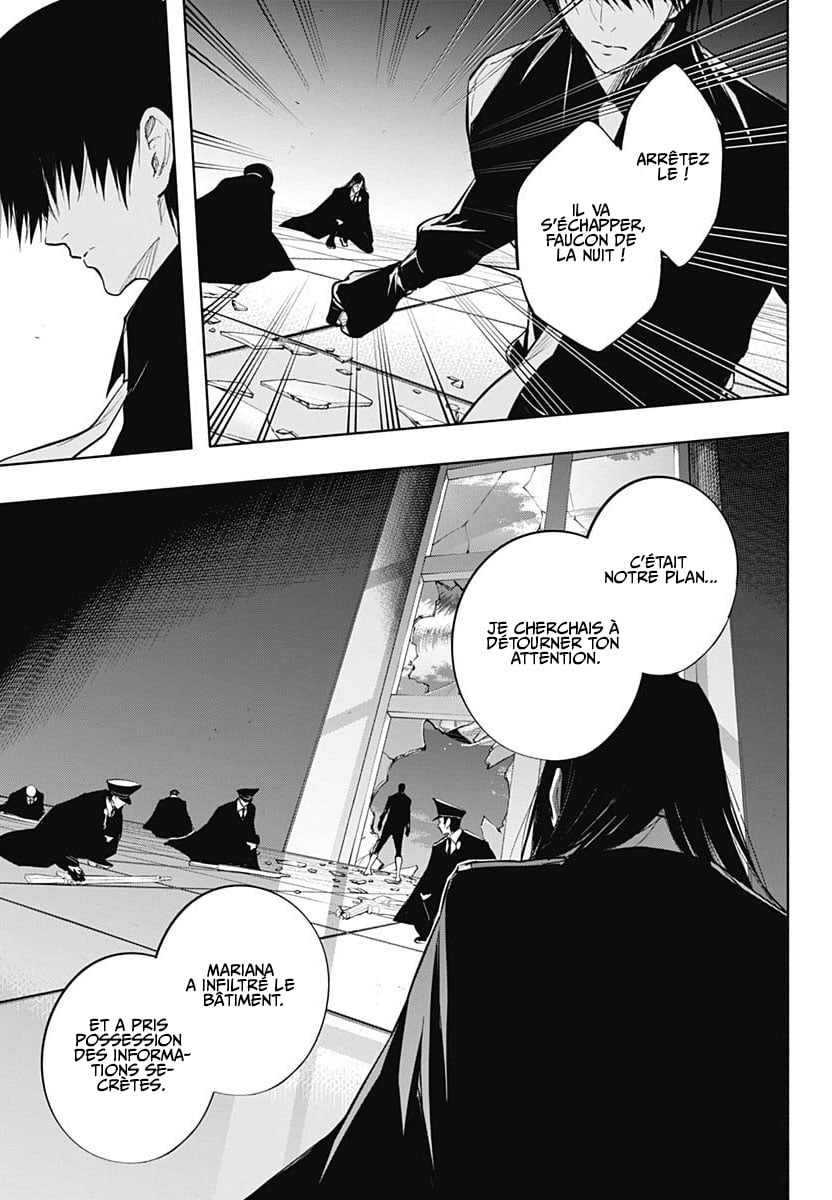 ARRÊTEZ
LE !
IL VA
S'ÉCHAPPER,
FAUCON DE
LA NUIT !
C'ÉTAIT
NOTRE PLAN...
JE CHERCHAIS À
DÉTOURNER TON
ATTENTION.
MARIANA
A INFILTRÉ LE
BÂTIMENT.
ET A PRIS
POSSESSION
DES INFORMA-
TIONS SE-
CRÈTES.